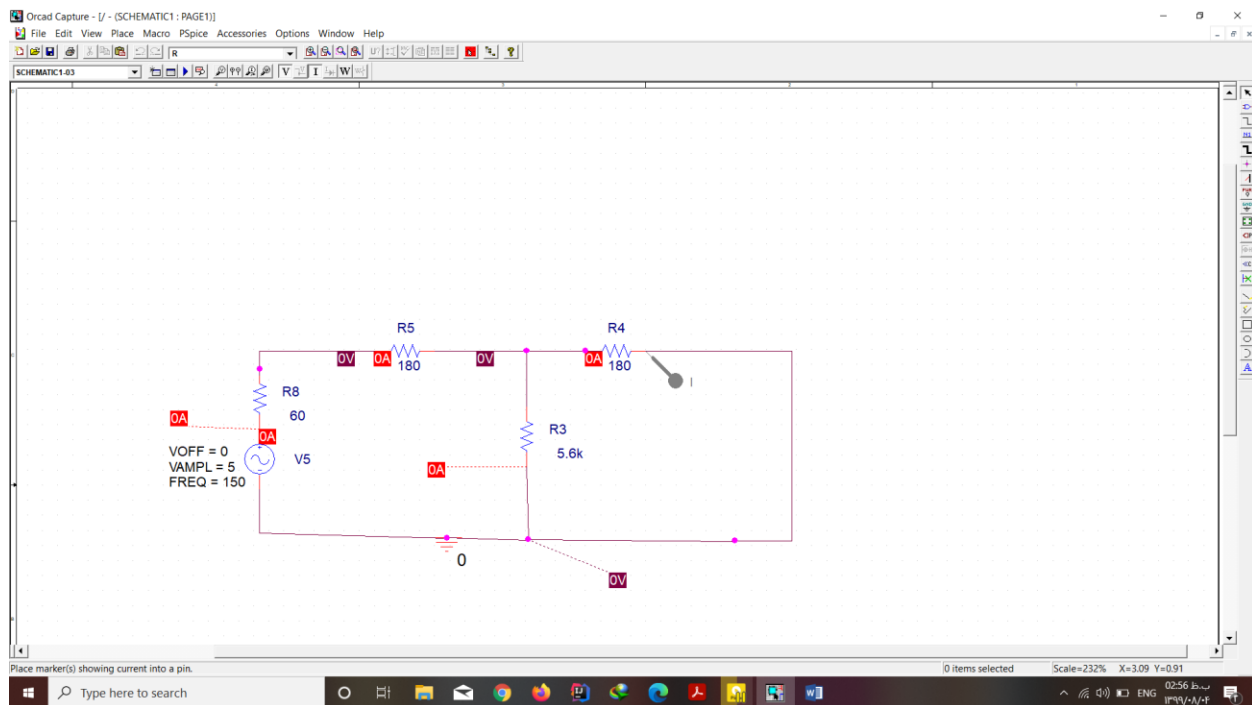 Orcad Capture - [/ - (SCHEMATIC1 : PAGE1)]
File Edit View Place Macro PSpice Accessories Options Window Help
R
SCHEMATIC1-03
V I W
R5
R4
0V 0A 180 0V 0A 180
I
R8
60
0A
0A
R3
5.6k
VOFF = 0
VAMPL = 5
FREQ = 150
V5
0A
0
0V
Place marker(s) showing current into a pin.
0 items selected Scale=232% X=3.09 Y=0.91
Type here to search
ENG
02:56 ب.ظ
۱۳۹۹/۰۸/۰۴